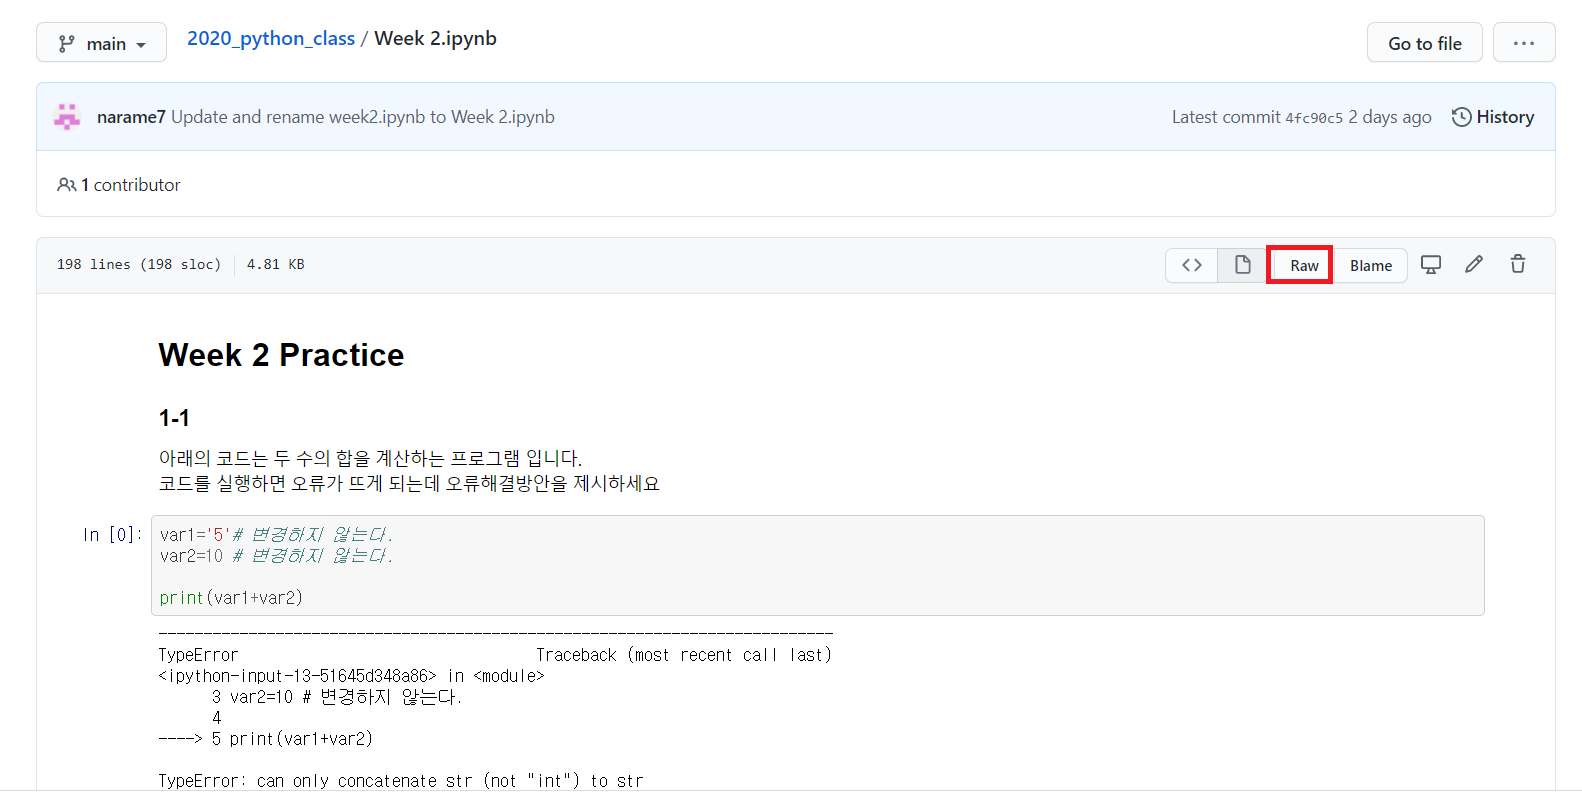 main
2020_python_class / Week 2.ipynb
Go to file
...
narame7 Update and rename week2.ipynb to Week 2.ipynb
Latest commit 4fc90c5 2 days ago
History
1 contributor
198 lines (198 sloc)
4.81 KB
<>
Raw
Blame
Week 2 Practice
1-1
아래의 코드는 두 수의 합을 계산하는 프로그램 입니다.
코드를 실행하면 오류가 뜨게 되는데 오류해결방안을 제시하세요
In [0]:
var1='5'# 변경하지 않는다.
var2=10 # 변경하지 않는다.
print(var1+var2)
---------------------------------------------------------------------------
TypeError                                 Traceback (most recent call last)
<ipython-input-13-51645d348a86> in <module>
      3 var2=10 # 변경하지 않는다.
      4
----> 5 print(var1+var2)
TypeError: can only concatenate str (not "int") to str